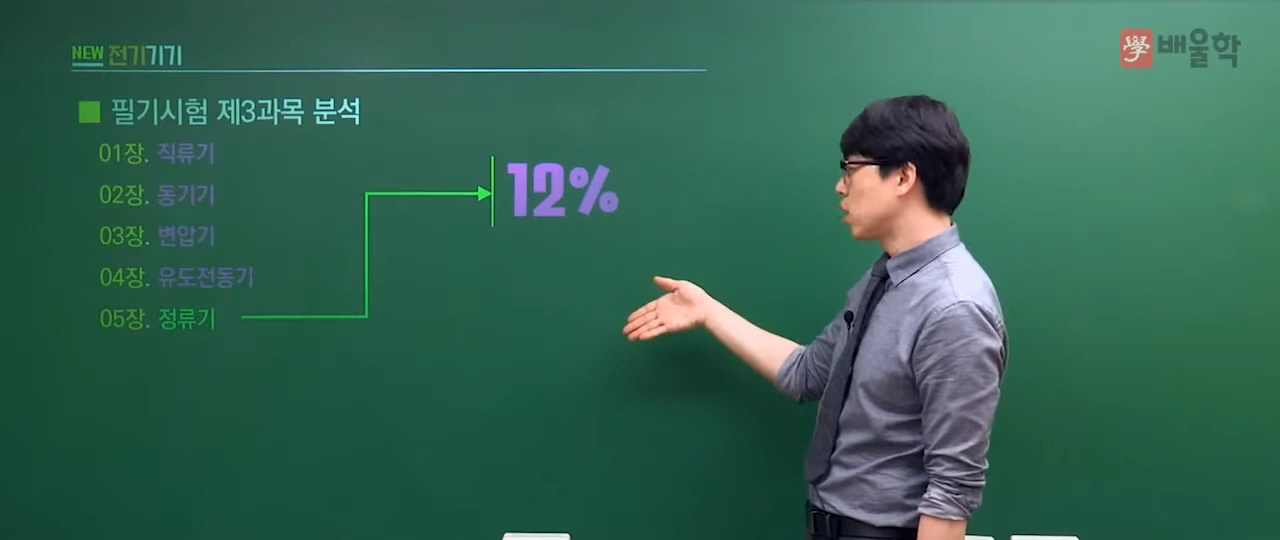 NEW 전기기기
學 배울학
필기시험 제3과목 분석
01장. 직류기
02장. 동기기
03장. 변압기
04장. 유도전동기
05장. 정류기
12%